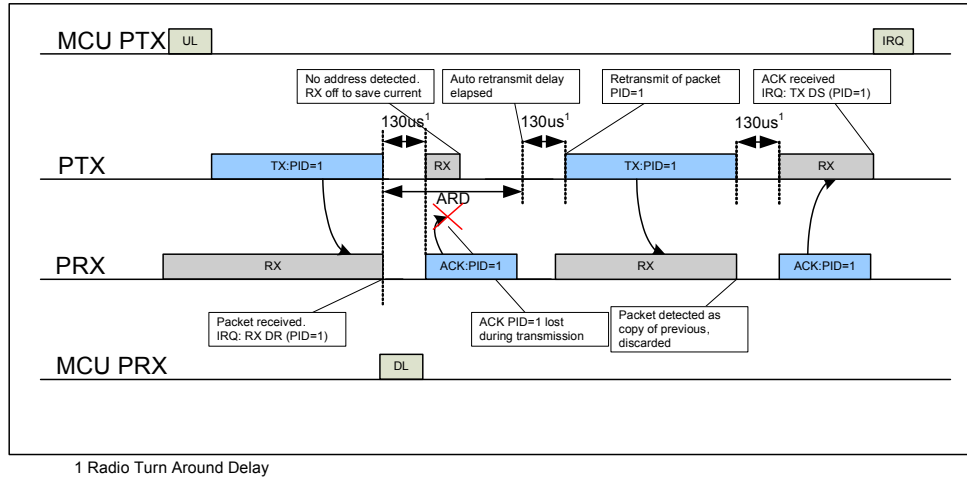 MCU PTX
UL
IRQ
No address detected.
RX off to save current
Auto retransmit delay
elapsed
Retransmit of packet
PID=1
ACK received
IRQ: TX DS (PID=1)
130us1
130us1
130us1
PTX
TX:PID=1
RX
TX:PID=1
RX
ARD
PRX
RX
ACK:PID=1
RX
ACK:PID=1
Packet received.
IRQ: RX DR (PID=1)
ACK PID=1 lost
during transmission
Packet detected as
copy of previous,
discarded
MCU PRX
DL
1 Radio Turn Around Delay